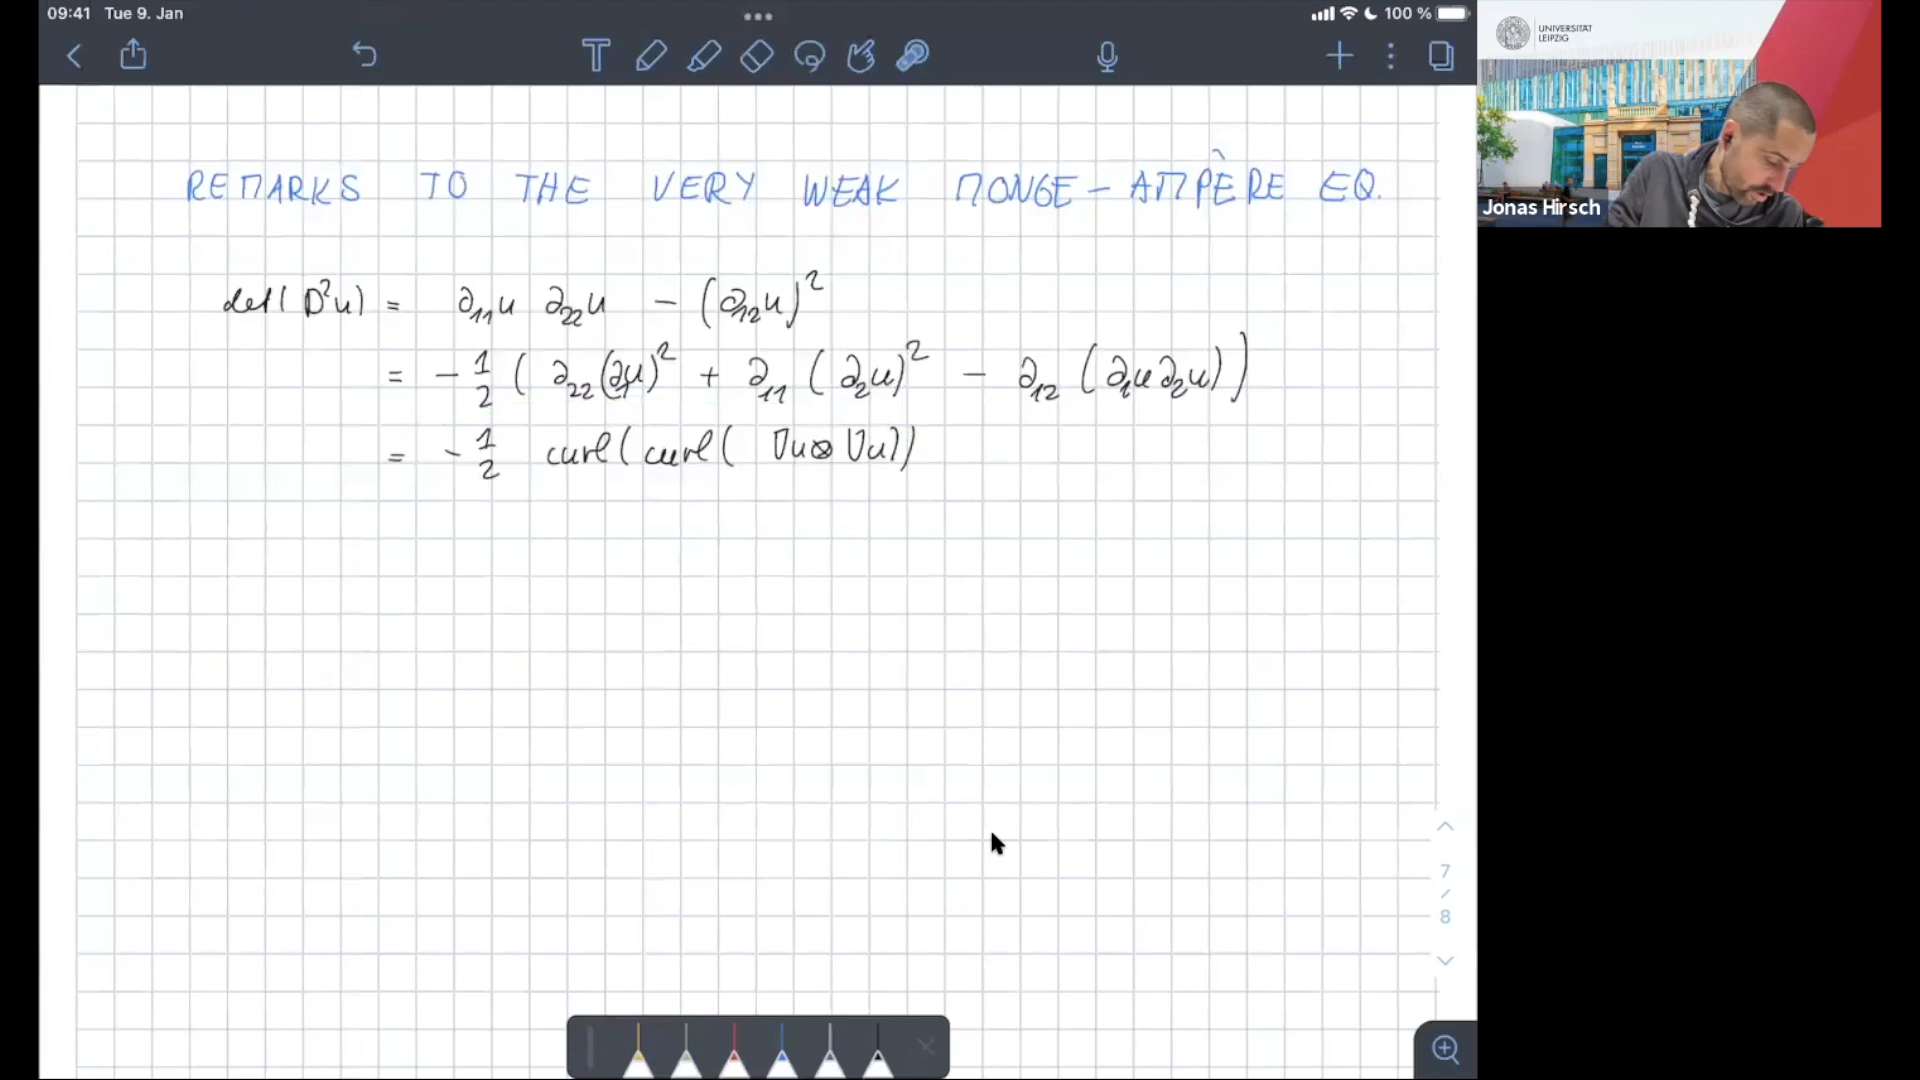 09:41 Tue 9. Jan
100 %
UNIVERSITÄT
LEIPZIG
Jonas Hirsch
REMARKS TO THE VERY WEAK MONGE-AMPÈRE EQ.
det(D²u) = ∂₁₁u ∂₂₂u - (∂₁₂u)²
= -1/2 ( ∂₂₂(∂₁u)² + ∂₁₁(∂₂u)² - ∂₁₂(∂₁u∂₂u))
= -1/2 curl(curl( ∇u⊗∇u))
7
/
8